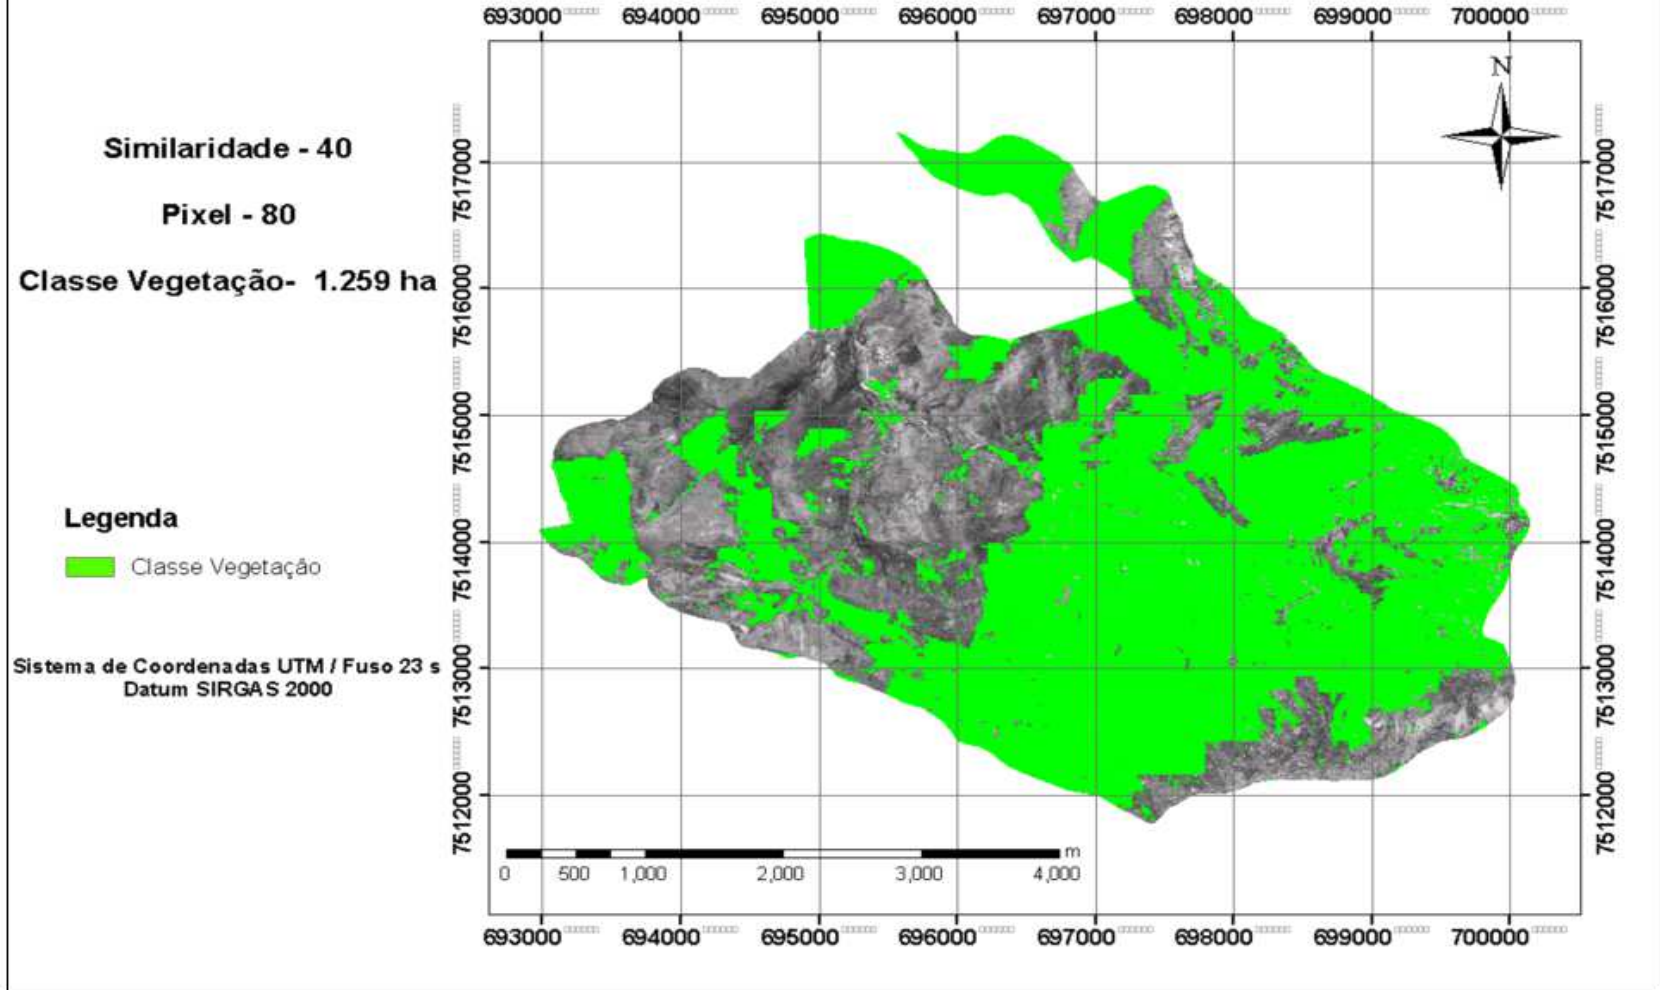 693000 694000 695000 696000 697000 698000 699000 700000
N
Similaridade - 40
Pixel - 80
Classe Vegetação- 1.259 ha
Legenda
Classe Vegetação
Sistema de Coordenadas UTM / Fuso 23 s
Datum SIRGAS 2000
7517000
7516000
7515000
7514000
7513000
7512000
7517000
7516000
7515000
7514000
7513000
7512000
m
0 500 1,000 2,000 3,000 4,000
693000 694000 695000 696000 697000 698000 699000 700000